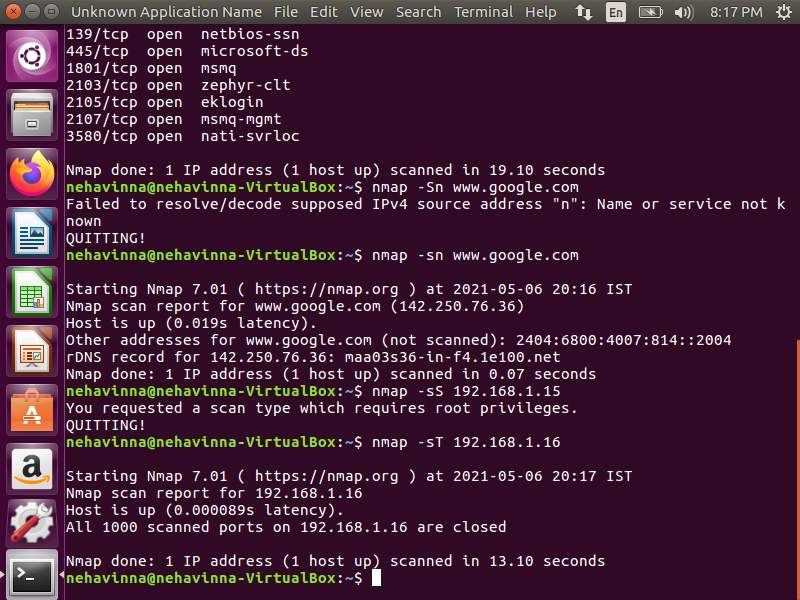 Unknown Application Name File Edit View Search Terminal Help En 8:17 PM
139/tcp open netbios-ssn
445/tcp open microsoft-ds
1801/tcp open msmq
2103/tcp open zephyr-clt
2105/tcp open eklogin
2107/tcp open msmq-mgmt
3580/tcp open nati-svrloc
Nmap done: 1 IP address (1 host up) scanned in 19.10 seconds
nehavinna@nehavinna-VirtualBox:~$ nmap -Sn www.google.com
Failed to resolve/decode supposed IPv4 source address "n": Name or service not k
nown
QUITTING!
nehavinna@nehavinna-VirtualBox:~$ nmap -sn www.google.com
Starting Nmap 7.01 ( https://nmap.org ) at 2021-05-06 20:16 IST
Nmap scan report for www.google.com (142.250.76.36)
Host is up (0.019s latency).
Other addresses for www.google.com (not scanned): 2404:6800:4007:814::2004
rDNS record for 142.250.76.36: maa03s36-in-f4.1e100.net
Nmap done: 1 IP address (1 host up) scanned in 0.07 seconds
nehavinna@nehavinna-VirtualBox:~$ nmap -sS 192.168.1.15
You requested a scan type which requires root privileges.
QUITTING!
nehavinna@nehavinna-VirtualBox:~$ nmap -sT 192.168.1.16
Starting Nmap 7.01 ( https://nmap.org ) at 2021-05-06 20:17 IST
Nmap scan report for 192.168.1.16
Host is up (0.000089s latency).
All 1000 scanned ports on 192.168.1.16 are closed
Nmap done: 1 IP address (1 host up) scanned in 13.10 seconds
nehavinna@nehavinna-VirtualBox:~$